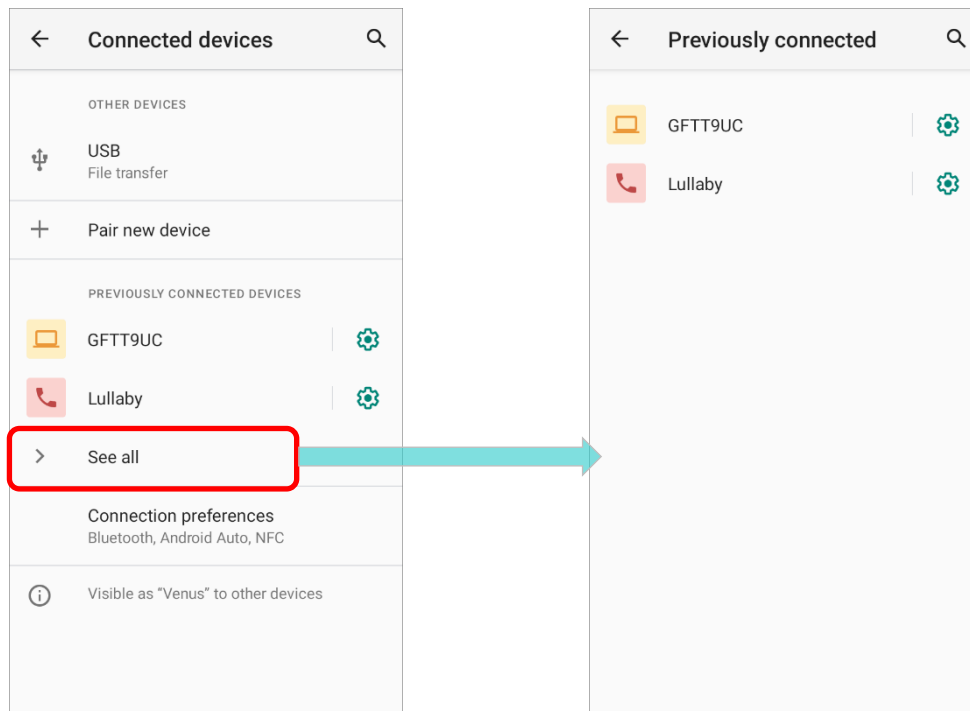 Connected devices
OTHER DEVICES
USB
File transfer
Pair new device
PREVIOUSLY CONNECTED DEVICES
GFTT9UC
Lullaby
See all
Connection preferences
Bluetooth, Android Auto, NFC
Visible as “Venus” to other devices
Previously connected
GFTT9UC
Lullaby